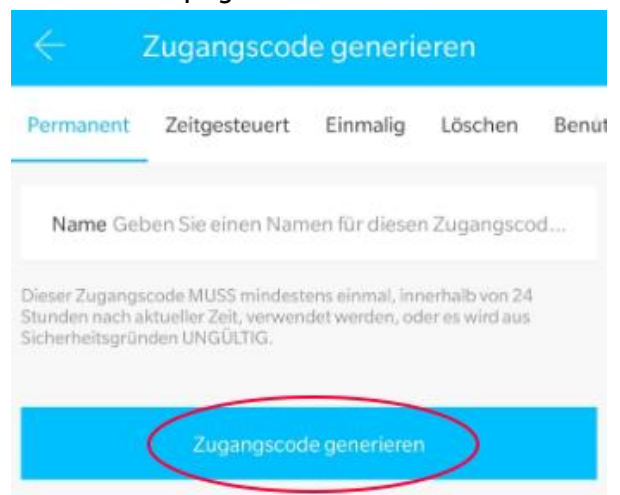 Zugangscode generieren
Permanent Zeitgesteuert Einmalig Löschen Benut
Name Geben Sie einen Namen für diesen Zugangscod...
Dieser Zugangscode MUSS mindestens einmal, innerhalb von 24
Stunden nach aktueller Zeit, verwendet werden, oder es wird aus
Sicherheitsgründen UNGÜLTIG.
Zugangscode generieren